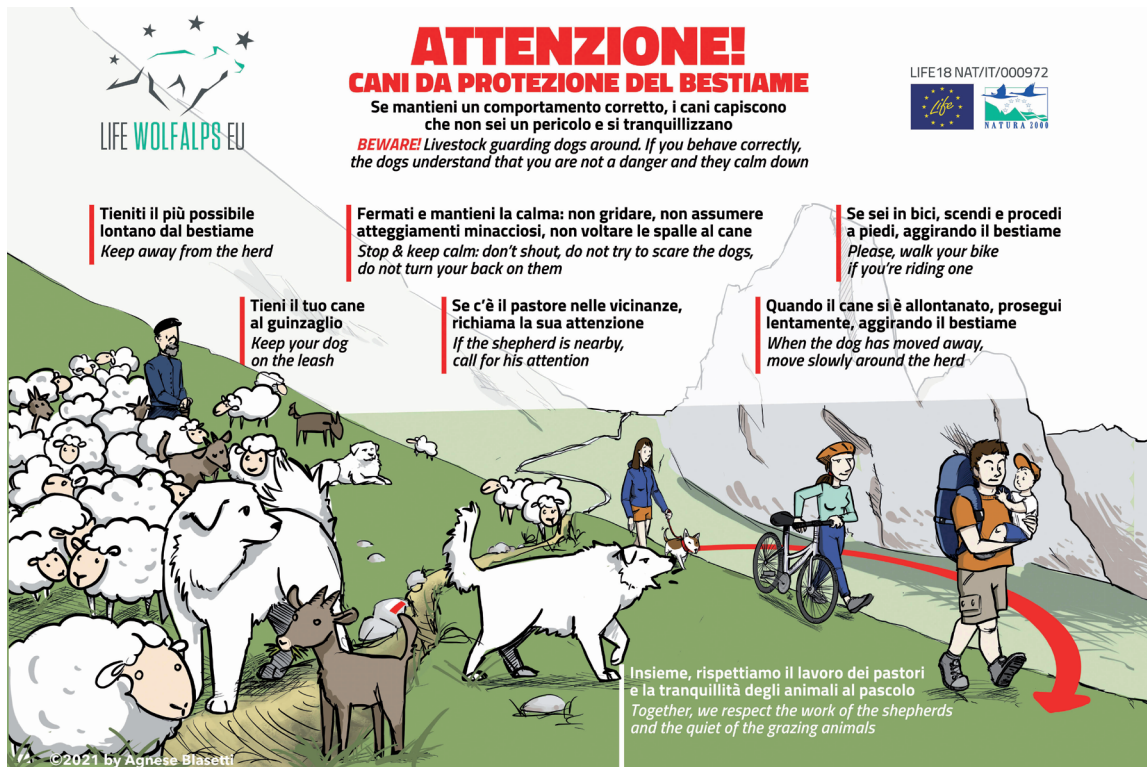 LIFE WOLFALPS EU
ATTENZIONE!
CANI DA PROTEZIONE DEL BESTIAME
Se mantieni un comportamento corretto, i cani capiscono
che non sei un pericolo e si tranquillizzano
BEWARE! Livestock guarding dogs around. If you behave correctly,
the dogs understand that you are not a danger and they calm down
LIFE18 NAT/IT/000972
Life
NATURA 2000
Tieniti il più possibile
lontano dal bestiame
Keep away from the herd
Fermati e mantieni la calma: non gridare, non assumere
atteggiamenti minacciosi, non voltare le spalle al cane
Stop & keep calm: don't shout, do not try to scare the dogs,
do not turn your back on them
Se sei in bici, scendi e procedi
a piedi, aggirando il bestiame
Please, walk your bike
if you're riding one
Tieni il tuo cane
al guinzaglio
Keep your dog
on the leash
Se c'è il pastore nelle vicinanze,
richiama la sua attenzione
If the shepherd is nearby,
call for his attention
Quando il cane si è allontanato, prosegui
lentamente, aggirando il bestiame
When the dog has moved away,
move slowly around the herd
Insieme, rispettiamo il lavoro dei pastori
e la tranquillità degli animali al pascolo
Together, we respect the work of the shepherds
and the quiet of the grazing animals
©2021 by Agnese Blasetti